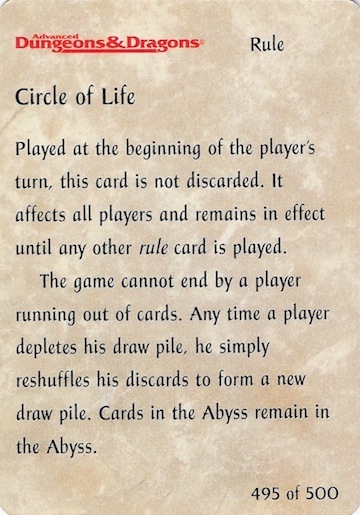 Advanced
Dungeons&Dragons®
Rule
Circle of Life
Played at the beginning of the player's
turn, this card is not discarded. It
affects all players and remains in effect
until any other rule card is played.
The game cannot end by a player
running out of cards. Any time a player
depletes his draw pile, he simply
reshuffles his discards to form a new
draw pile. Cards in the Abyss remain in
the Abyss.
495 of 500